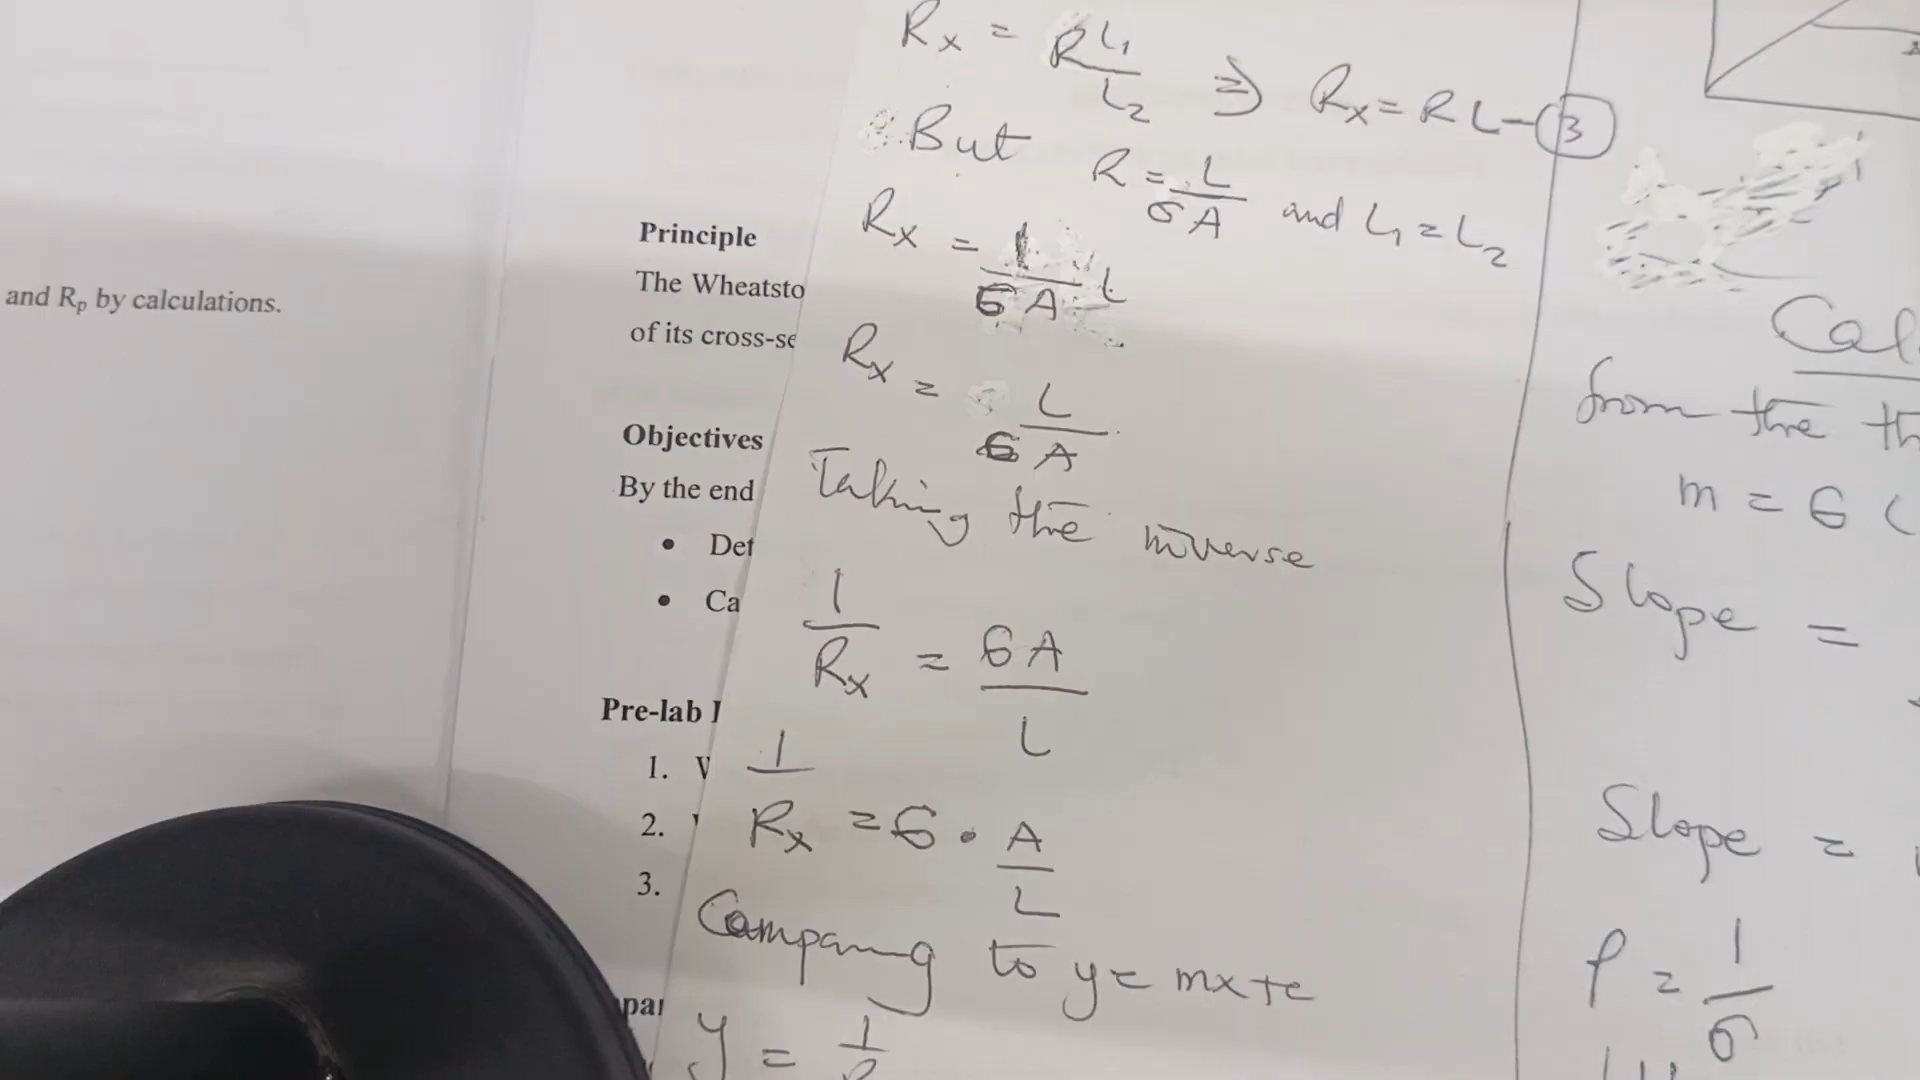 and Rp by calculations.
Principle
The Wheatsto
of its cross-se
Objectives
By the end
• Det
• Ca
Pre-lab
1.
2.
3.
par
Rx = RL1/L2 ⇒ Rx = RL - 3
But R = L/σA and L1 = L2
Rx = 1/σA L
Rx = L/σA
Taking the inverse
1/Rx = σA/L
1/Rx = σ · A/L
Comparing to y = mx + c
y = 1/
Cal
from the th
m = σ (
Slope =
Slope =
ρ = 1/σ